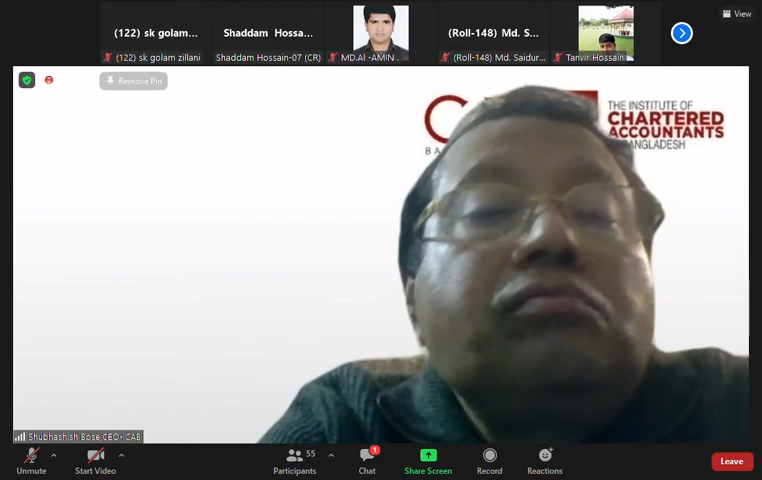 View
(122) sk golam...
Shaddam Hossa...
(Roll-148) Md. S...
(122) sk golam zillani
Shaddam Hossain-07 (CR)
MD.Al -AMIN ...
(Roll-148) Md. Saidur...
Tanvir Hossain
Remove Pin
THE INSTITUTE OF
CHARTERED
ACCOUNTANTS
BANGLADESH
Shubhashish Bose CEO-ICAB
Unmute
Start Video
55
Participants
1
Chat
Share Screen
Record
Reactions
Leave